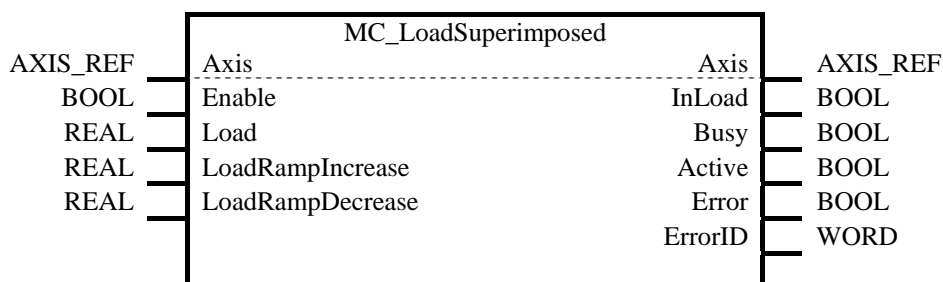 MC_LoadSuperimposed
AXIS_REF Axis Axis AXIS_REF
BOOL Enable InLoad BOOL
REAL Load Busy BOOL
REAL LoadRampIncrease Active BOOL
REAL LoadRampDecrease Error BOOL
ErrorID WORD